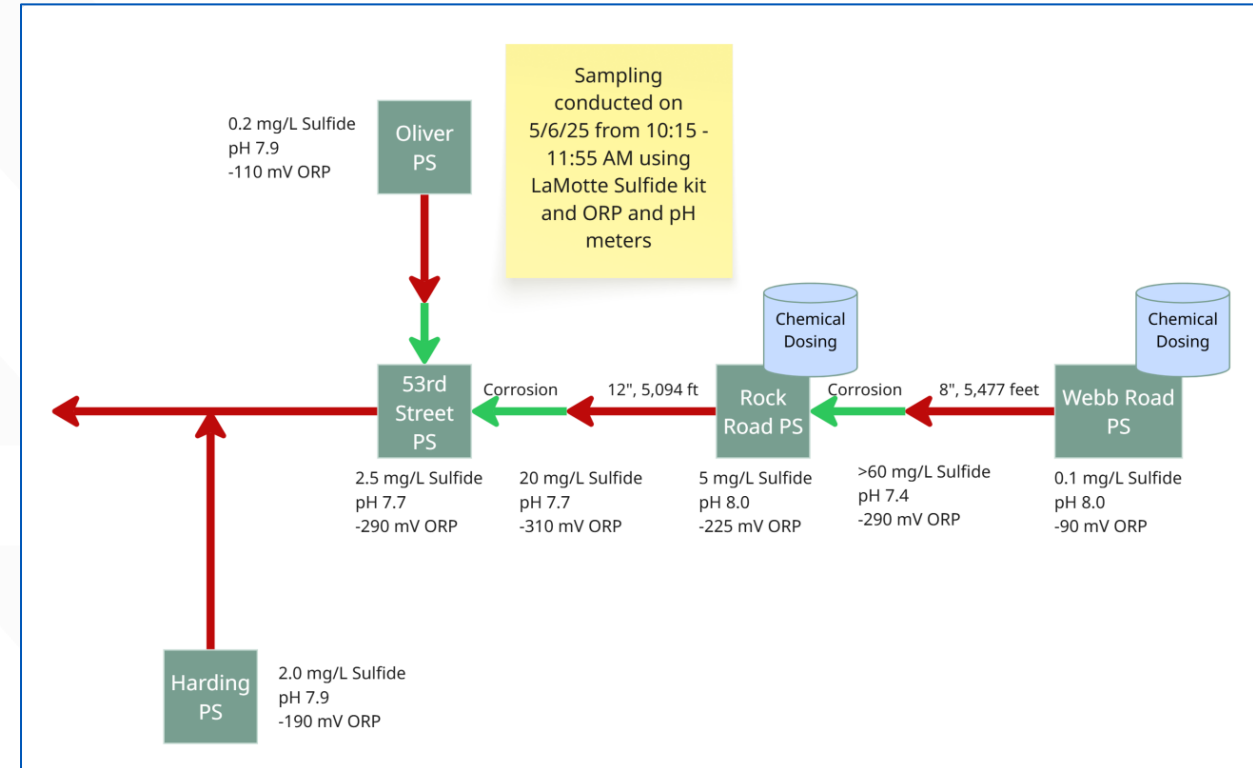 Sampling
conducted on
5/6/25 from 10:15 -
11:55 AM using
LaMotte Sulfide kit
and ORP and pH
meters
0.2 mg/L Sulfide
pH 7.9
-110 mV ORP
Oliver
PS
Chemical
Dosing
Chemical
Dosing
53rd
Street
PS
Corrosion
12", 5,094 ft
Rock
Road PS
Corrosion
8", 5,477 feet
Webb Road
PS
2.5 mg/L Sulfide
pH 7.7
-290 mV ORP
20 mg/L Sulfide
pH 7.7
-310 mV ORP
5 mg/L Sulfide
pH 8.0
-225 mV ORP
>60 mg/L Sulfide
pH 7.4
-290 mV ORP
0.1 mg/L Sulfide
pH 8.0
-90 mV ORP
Harding
PS
2.0 mg/L Sulfide
pH 7.9
-190 mV ORP